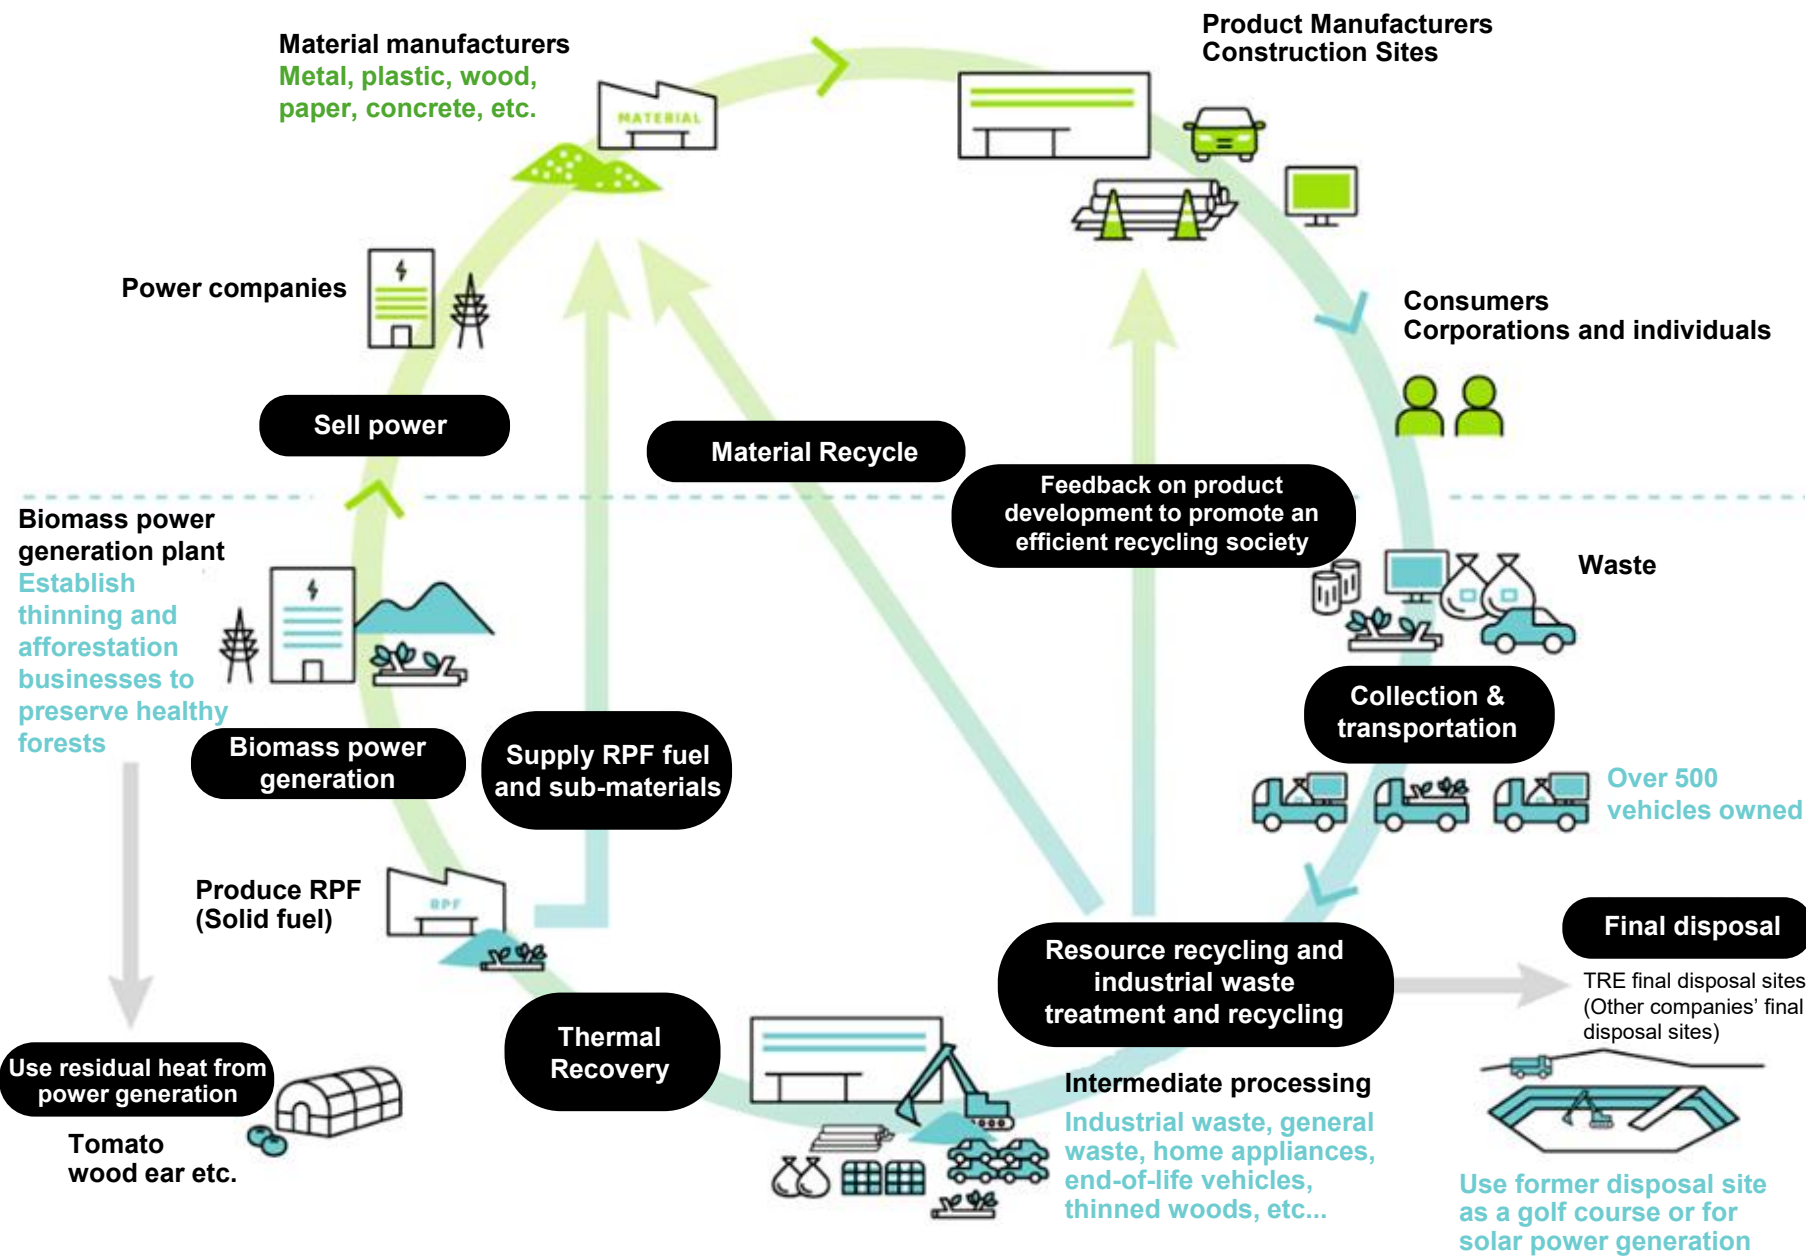 Product Manufacturers
Construction Sites
Material manufacturers
Metal, plastic, wood,
paper, concrete, etc.
MATERIAL
Power companies
Consumers
Corporations and individuals
Sell power
Material Recycle
Feedback on product
development to promote an
efficient recycling society
Biomass power
generation plant
Establish
thinning and
afforestation
businesses to
preserve healthy
forests
Waste
Collection &
transportation
Biomass power
generation
Supply RPF fuel
and sub-materials
Over 500
vehicles owned
Produce RPF
(Solid fuel)
RPF
Resource recycling and
industrial waste
treatment and recycling
Final disposal
TRE final disposal sites
(Other companies’ final
disposal sites)
Thermal
Recovery
Use residual heat from
power generation
Tomato
wood ear etc.
Intermediate processing
Industrial waste, general
waste, home appliances,
end-of-life vehicles,
thinned woods, etc...
Use former disposal site
as a golf course or for
solar power generation